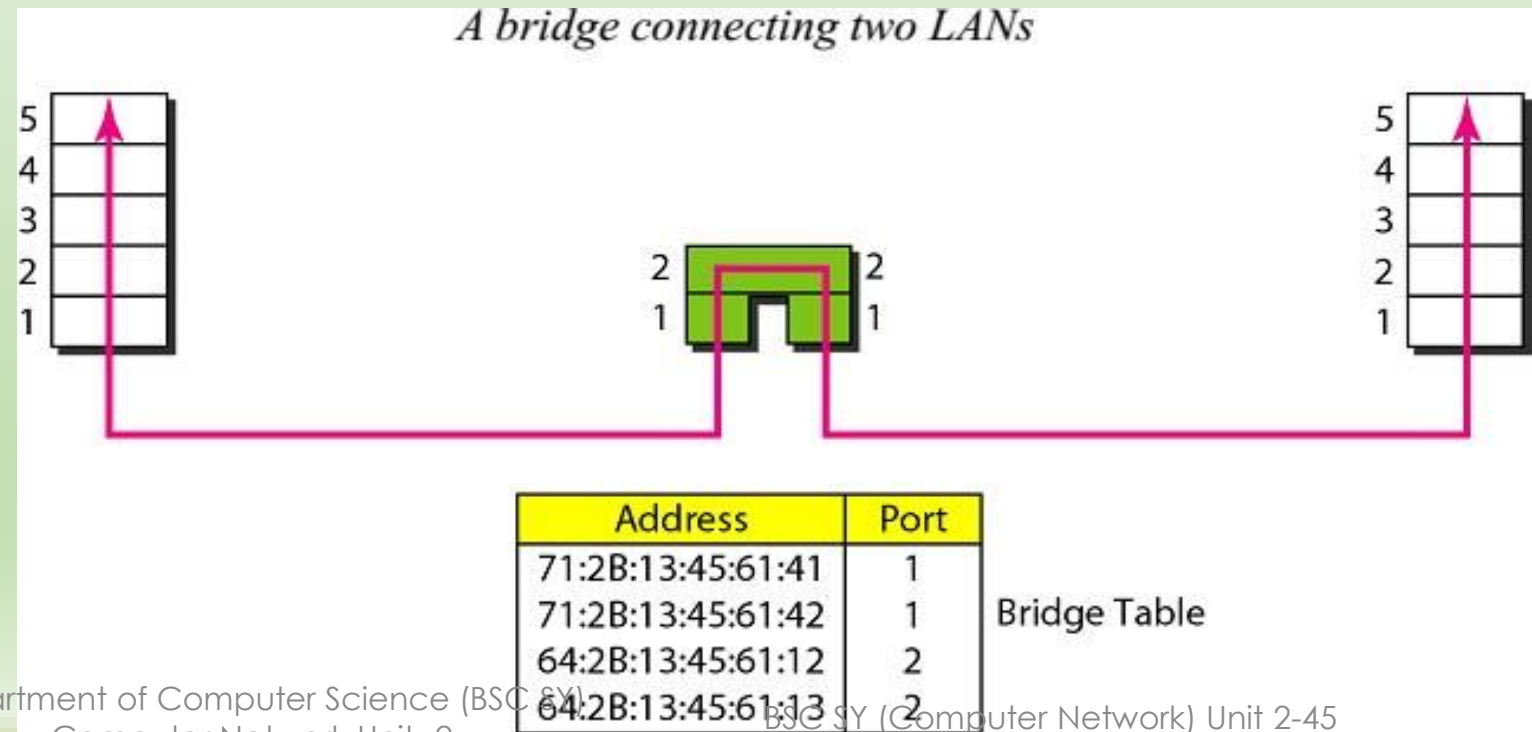 A bridge connecting two LANs
5
4
3
2
1
2 2
1 1
5
4
3
2
1
Address Port
71:2B:13:45:61:41 1
71:2B:13:45:61:42 1
Bridge Table
64:2B:13:45:61:12 2
64:2B:13:45:61:13 2
artment of Computer Science (BSC SY)
BSC SY (Computer Network) Unit 2-45